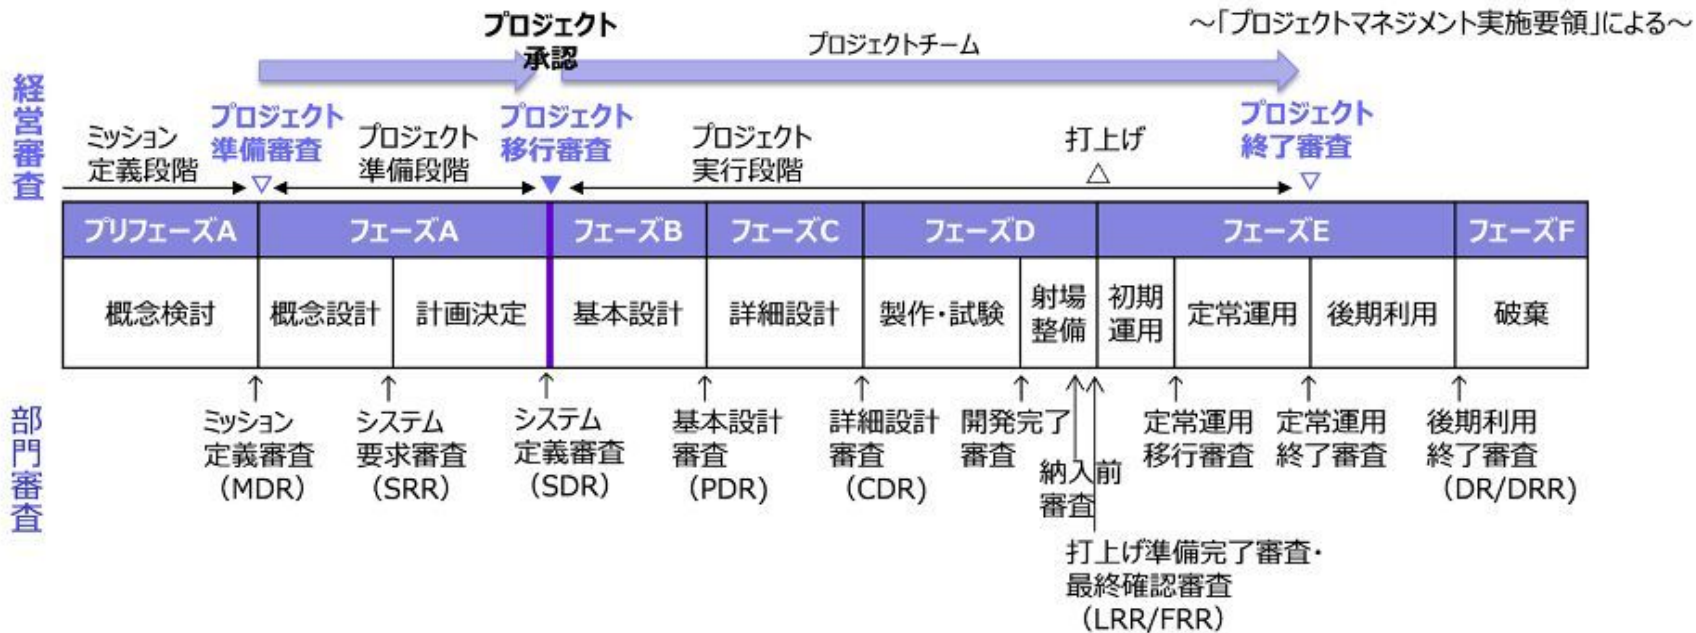 ～「プロジェクトマネジメント実施要領」による～
プロジェクト
承認
プロジェクトチーム
経営審査
ミッション
定義段階
プロジェクト
準備審査
プロジェクト
準備段階
プロジェクト
移行審査
プロジェクト
実行段階
打上げ
△
プロジェクト
終了審査
プリフェーズA
フェーズA
フェーズB
フェーズC
フェーズD
フェーズE
フェーズF
概念検討
概念設計
計画決定
基本設計
詳細設計
製作・試験
射場
整備
初期
運用
定常運用
後期利用
破棄
部門審査
ミッション
定義審査
（MDR）
システム
要求審査
（SRR）
システム
定義審査
（SDR）
基本設計
審査
（PDR)
詳細設計
審査
（CDR）
開発完了
審査
納入前
審査
打上げ準備完了審査・
最終確認審査
（LRR/FRR）
定常運用
移行審査
定常運用
終了審査
後期利用
終了審査
（DR/DRR）